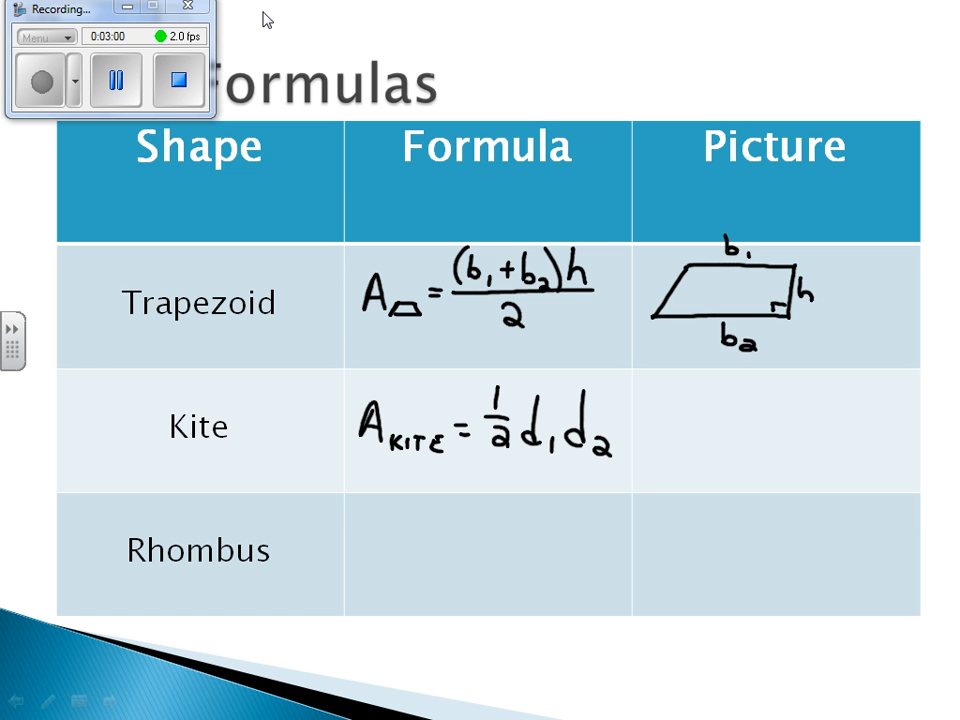 Recording...
Menu
0:03:00
2.0 fps
Formulas
Shape Formula Picture
Trapezoid
A⏢ = (b₁ + b₂)h / 2
b₁
h
b₂
Kite
A KITE = 1/2 d₁ d₂
Rhombus